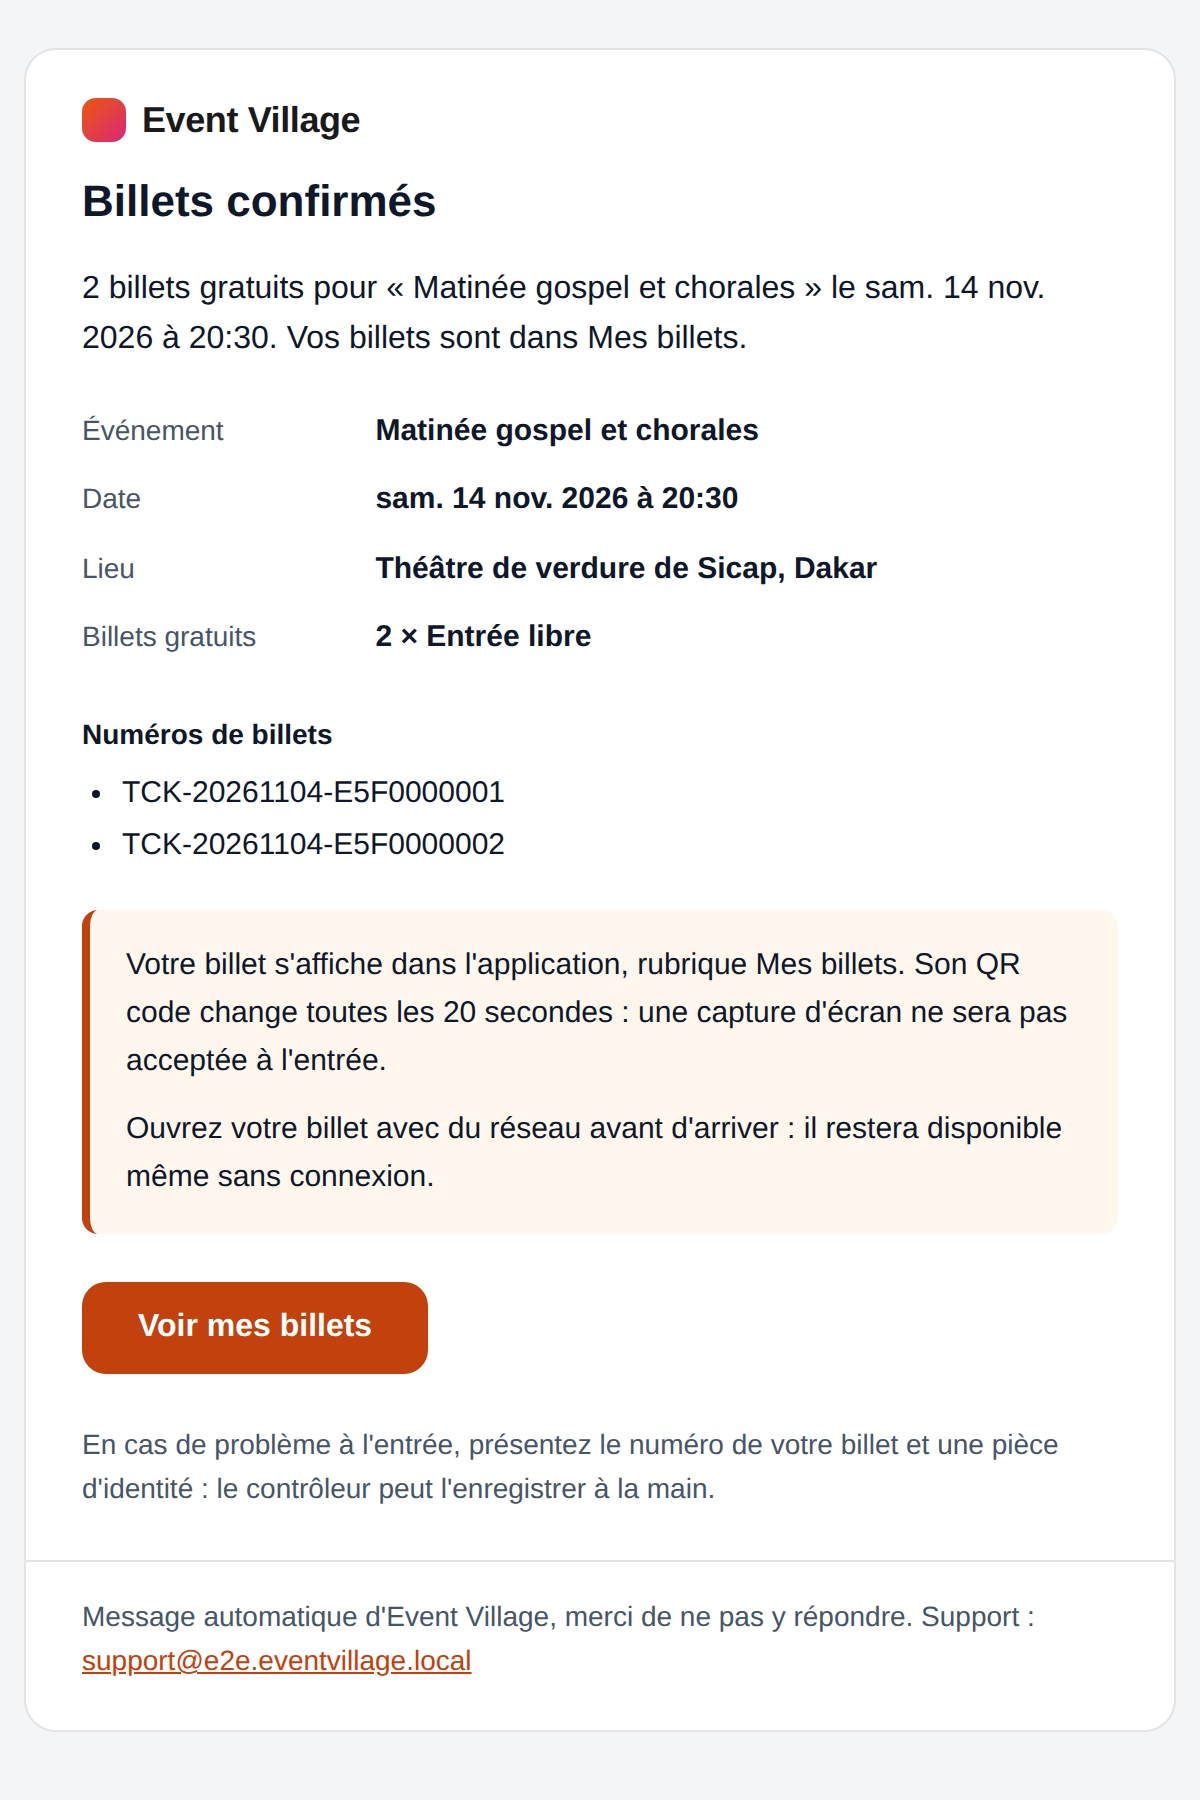 Event Village
Billets confirmés
2 billets gratuits pour « Matinée gospel et chorales » le sam. 14 nov.
2026 à 20:30. Vos billets sont dans Mes billets.
Événement Matinée gospel et chorales
Date sam. 14 nov. 2026 à 20:30
Lieu Théâtre de verdure de Sicap, Dakar
Billets gratuits 2 × Entrée libre
Numéros de billets
• TCK-20261104-E5F0000001
• TCK-20261104-E5F0000002
Votre billet s'affiche dans l'application, rubrique Mes billets. Son QR
code change toutes les 20 secondes : une capture d'écran ne sera pas
acceptée à l'entrée.
Ouvrez votre billet avec du réseau avant d'arriver : il restera disponible
même sans connexion.
Voir mes billets
En cas de problème à l'entrée, présentez le numéro de votre billet et une pièce
d'identité : le contrôleur peut l'enregistrer à la main.
Message automatique d'Event Village, merci de ne pas y répondre. Support :
support@e2e.eventvillage.local